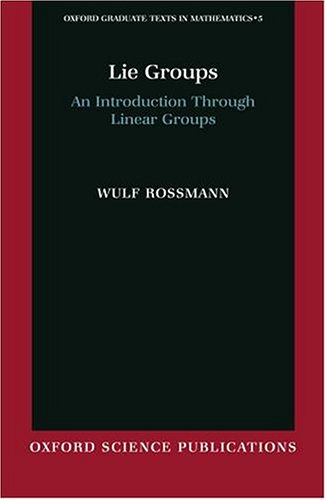 OXFORD GRADUATE TEXTS IN MATHEMATICS • 5
Lie Groups
An Introduction Through
Linear Groups
WULF ROSSMANN
OXFORD SCIENCE PUBLICATIONS